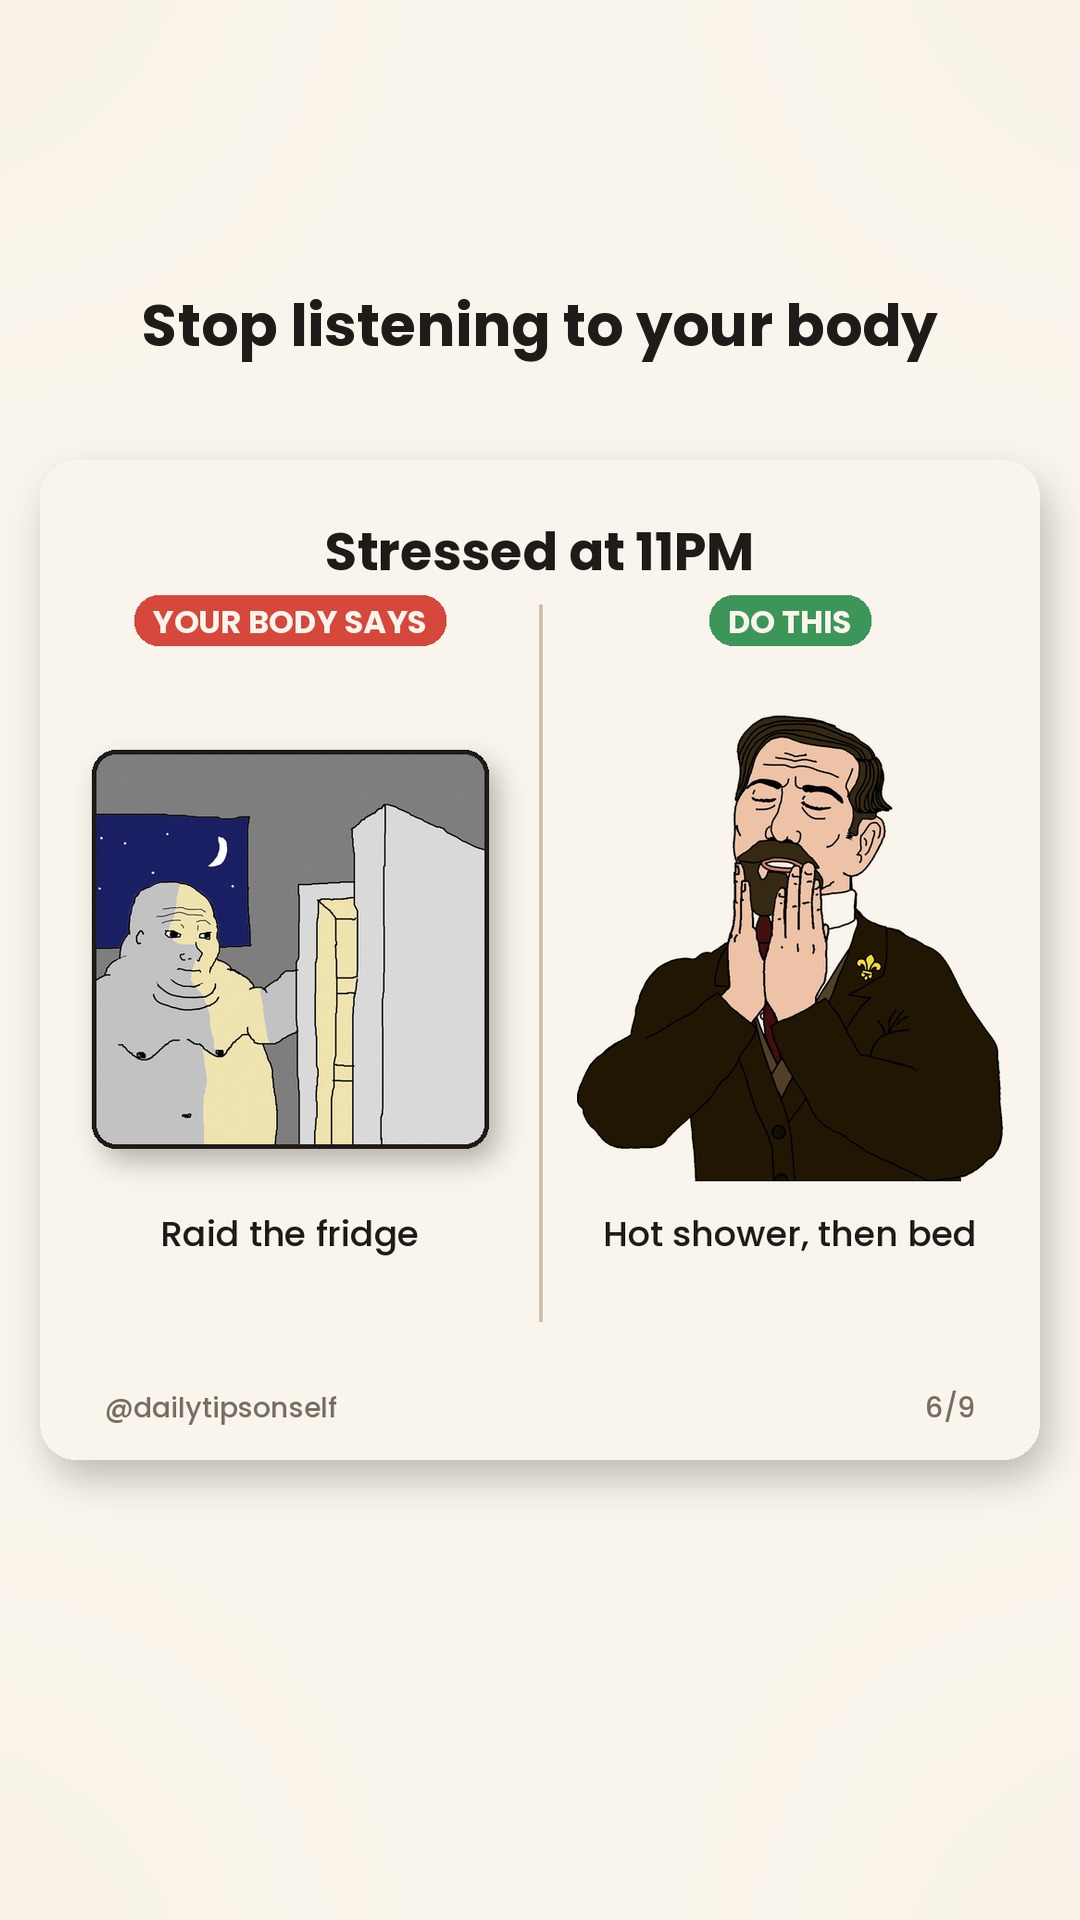 Stop listening to your body
Stressed at 11PM
YOUR BODY SAYS
DO THIS
Raid the fridge
Hot shower, then bed
@dailytipsonself
6/9